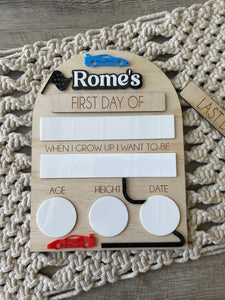 Rome's
FIRST DAY OF
LAST
WHEN I GROW UP I WANT TO BE
AGE HEIGHT DATE